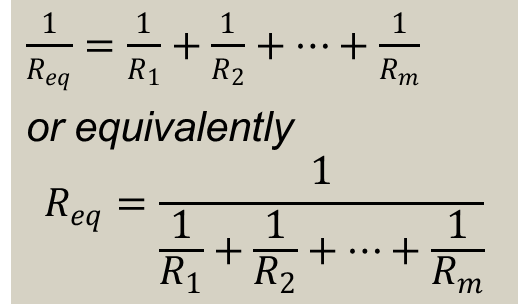 1/R_eq = 1/R_1 + 1/R_2 + ⋯ + 1/R_m
or equivalently
R_eq = 1/(1/R_1 + 1/R_2 + ⋯ + 1/R_m)